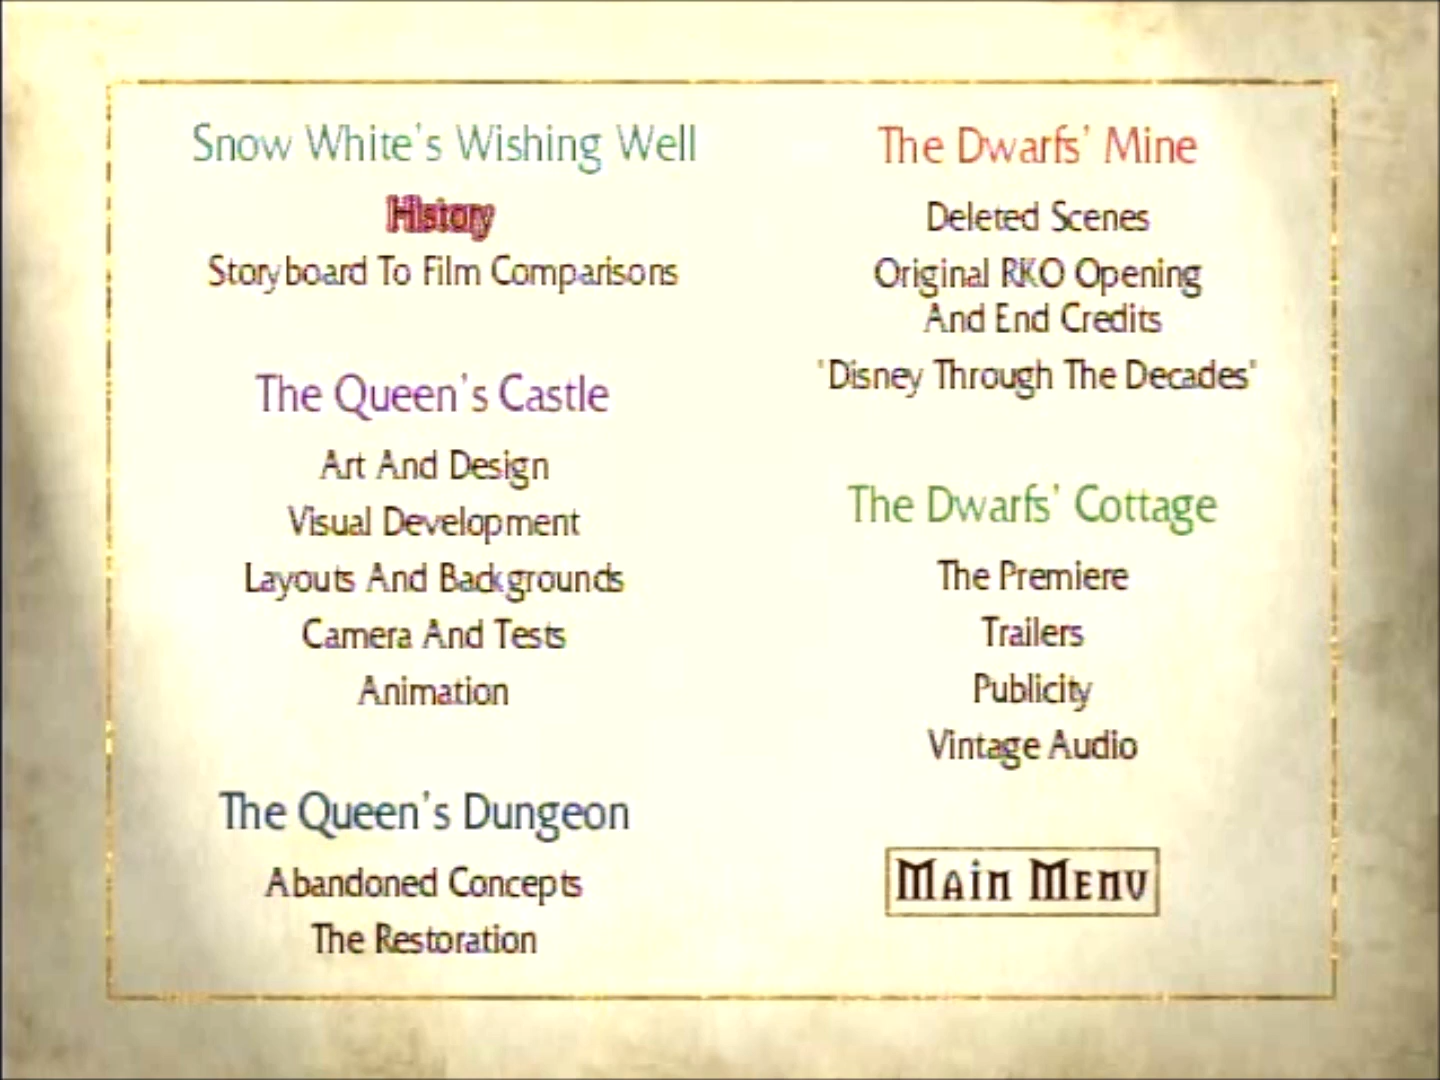 Snow White's Wishing Well
History
Storyboard To Film Comparisons
The Queen's Castle
Art And Design
Visual Development
Layouts And Backgrounds
Camera And Tests
Animation
The Queen's Dungeon
Abandoned Concepts
The Restoration
The Dwarfs' Mine
Deleted Scenes
Original RKO Opening
And End Credits
'Disney Through The Decades'
The Dwarfs' Cottage
The Premiere
Trailers
Publicity
Vintage Audio
Main Menu